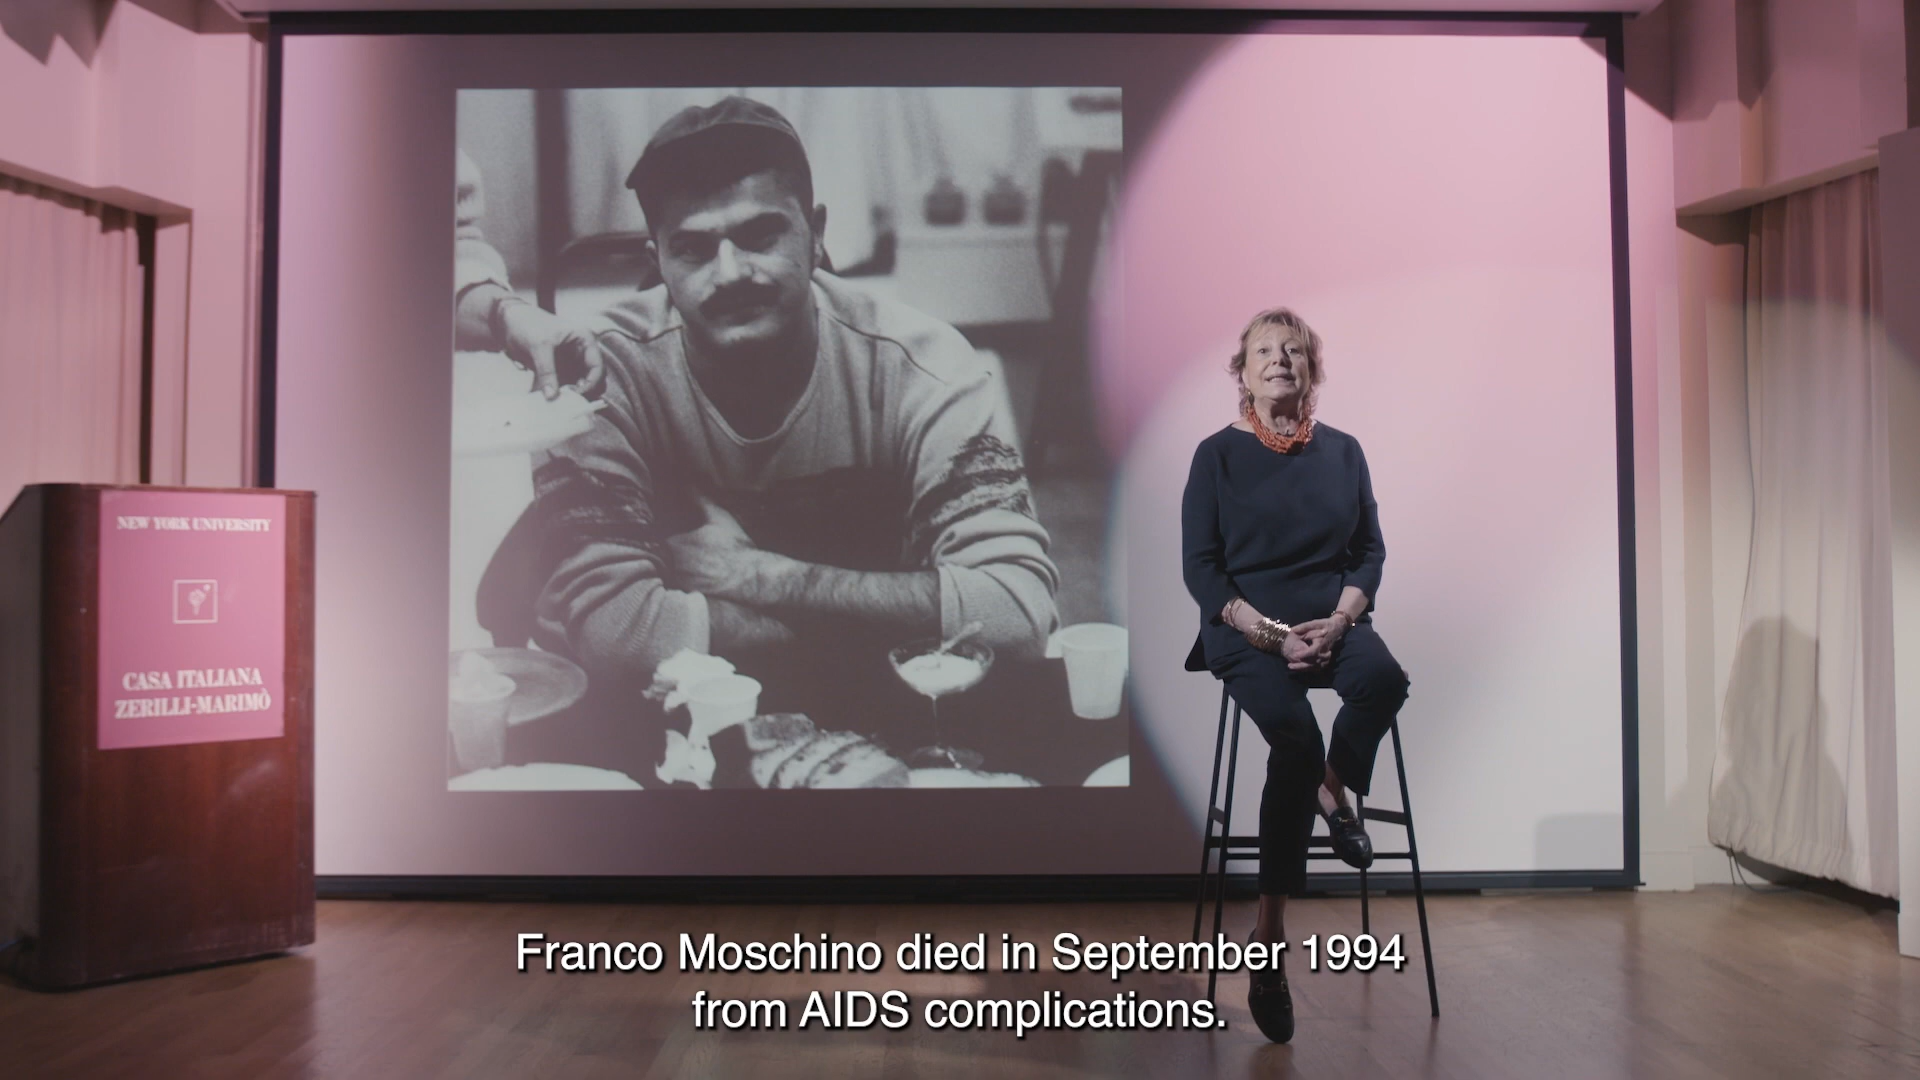 NEW YORK UNIVERSITY
CASA ITALIANA
ZERILLI-MARIMÒ
Franco Moschino died in September 1994
from AIDS complications.